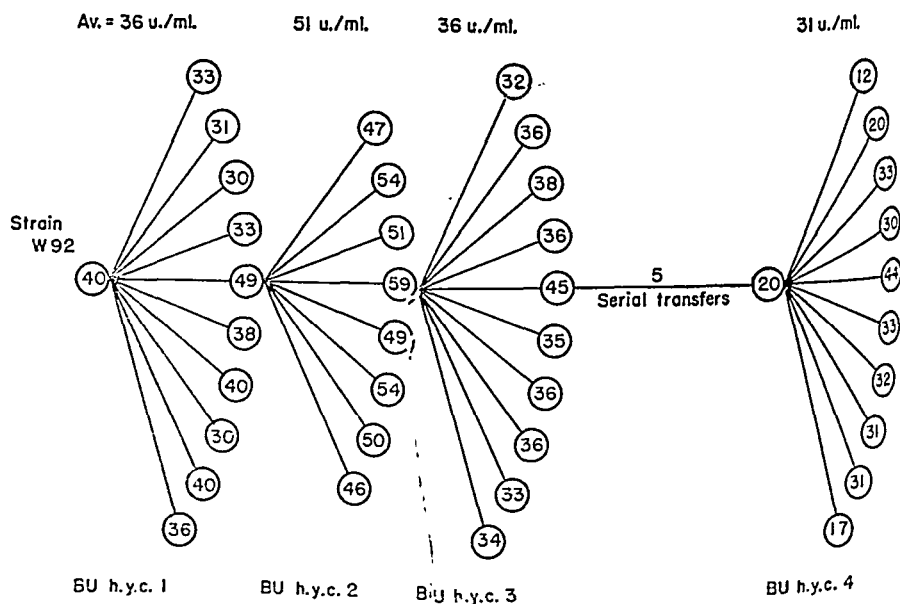 Av. = 36 u./ml. 51 u./ml. 36 u./ml. 31 u./ml.
33 32 12
31 47 36 20
30 54 38 33
33 51 36 30
Strain
W92
40 49 59 45 5 20 44
Serial transfers
38 49 35 33
40 54 36 32
30 50 36 31
40 46 33 31
36 34 17
BU h.y.c. 1 BU h.y.c. 2 BU h.y.c. 3 BU h.y.c. 4